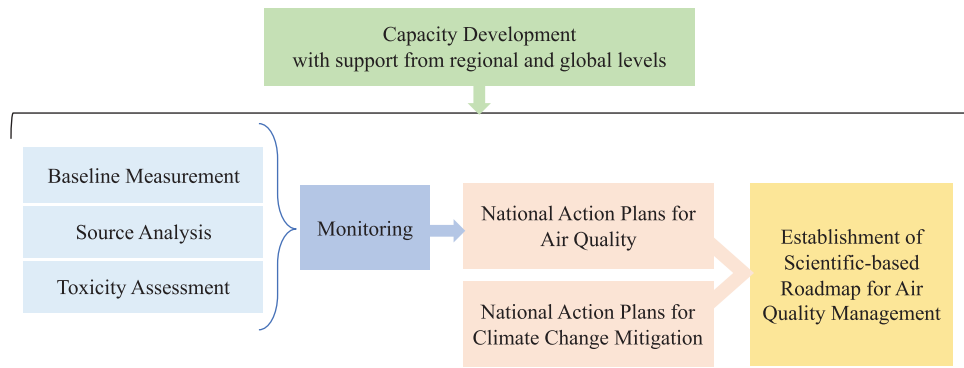 Capacity Development
with support from regional and global levels
Baseline Measurement
Source Analysis
Toxicity Assessment
Monitoring
National Action Plans for
Air Quality
National Action Plans for
Climate Change Mitigation
Establishment of
Scientific-based
Roadmap for Air
Quality Management